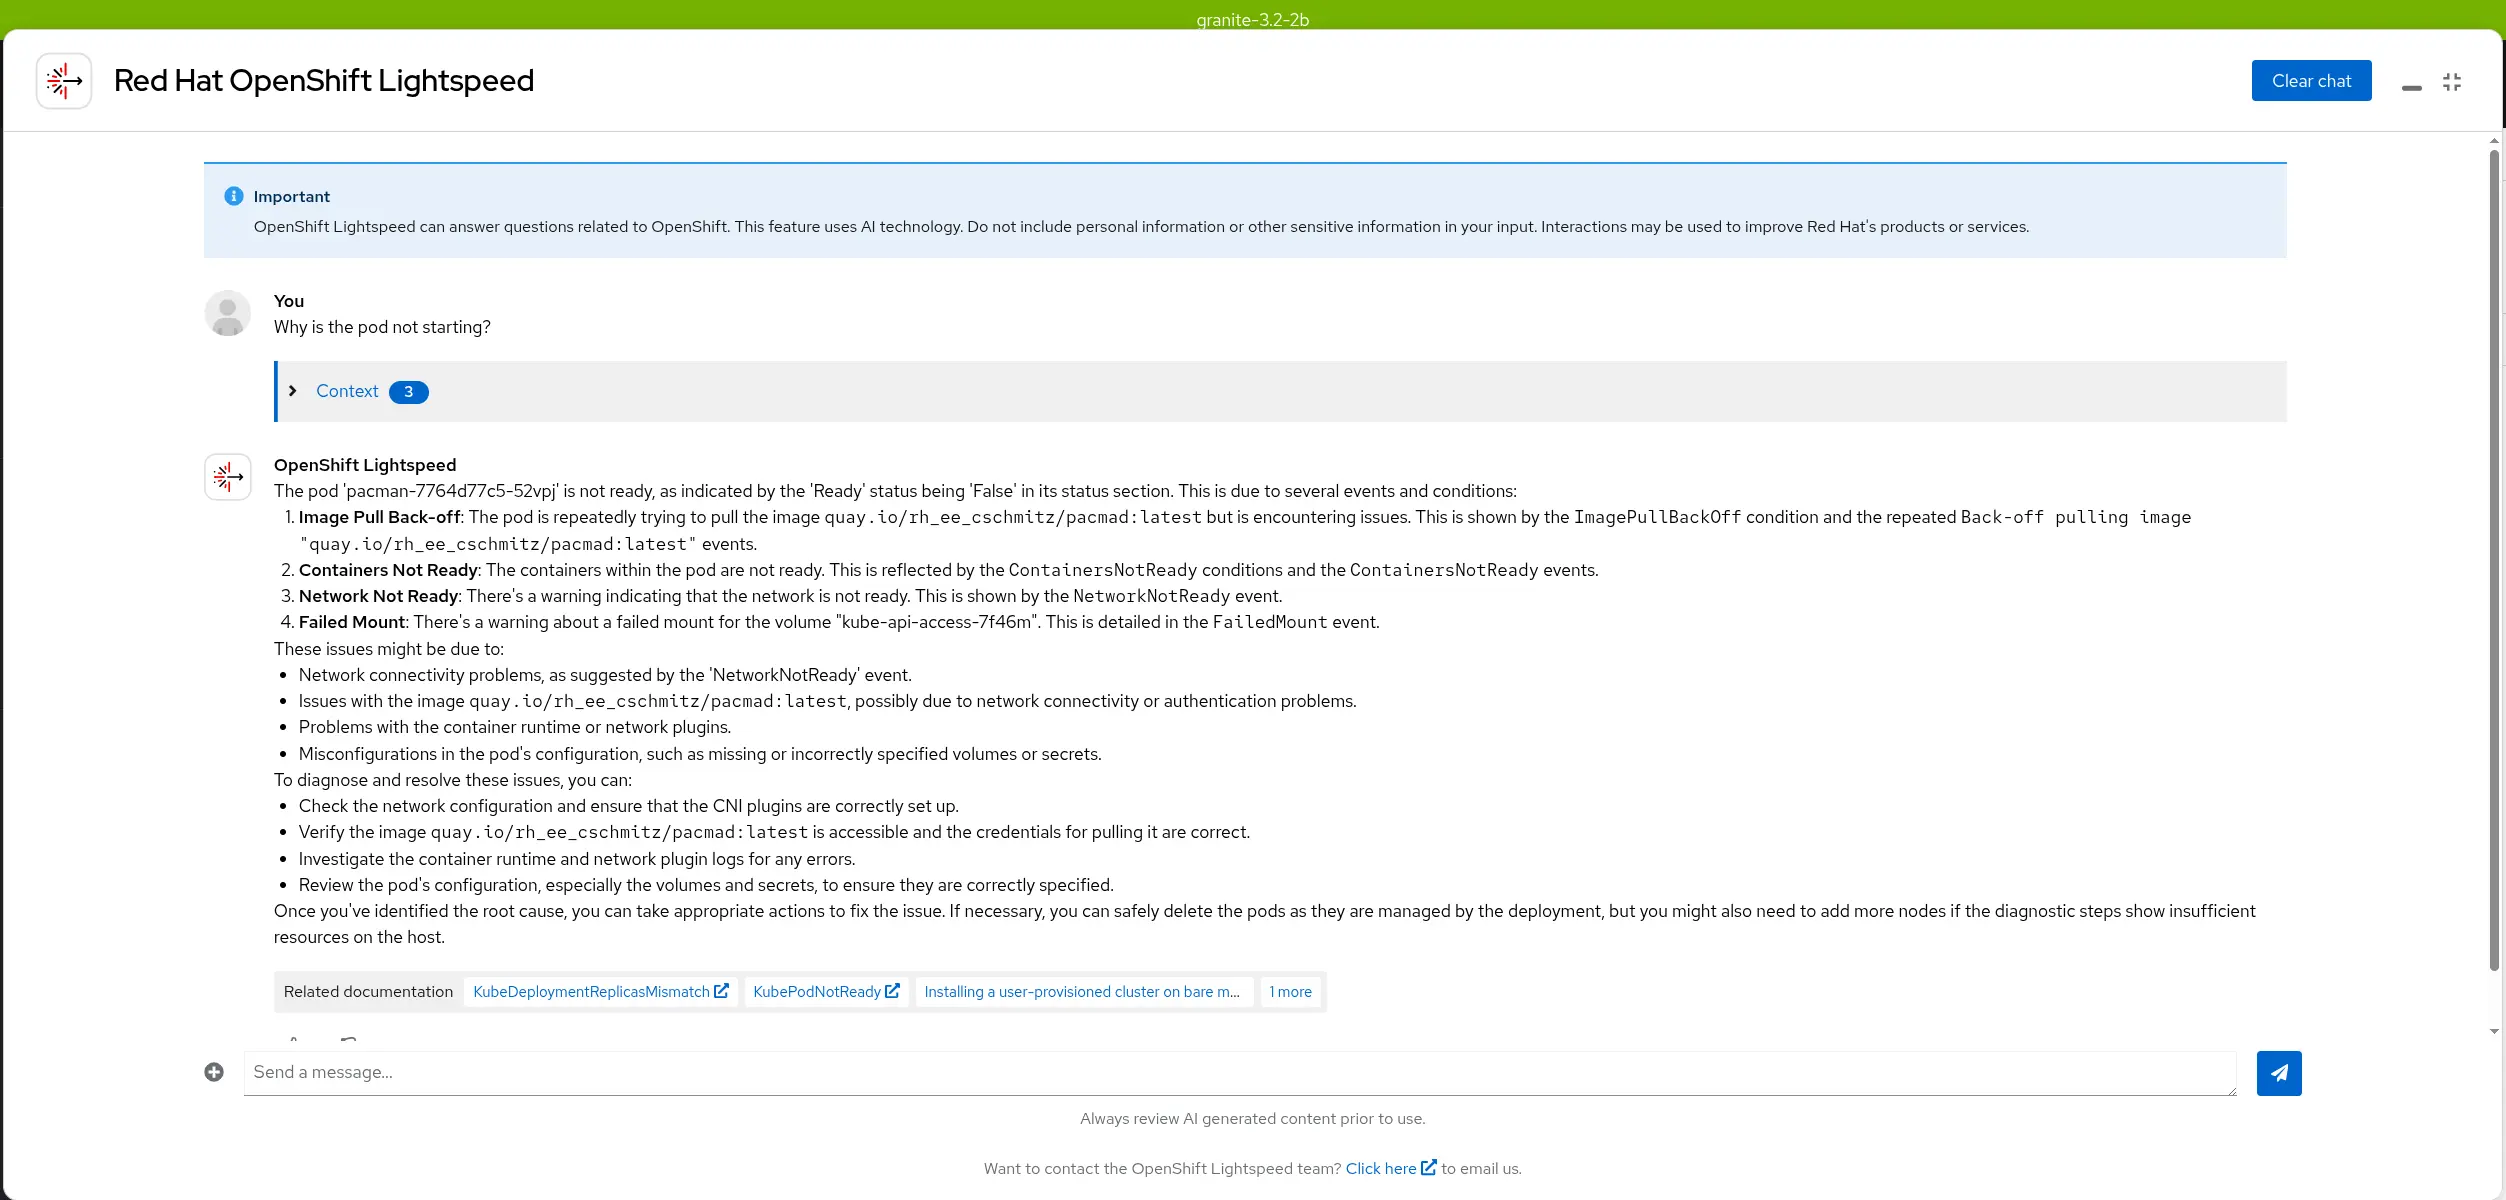 granite-3.2-2b
Red Hat OpenShift Lightspeed
Clear chat
Important
OpenShift Lightspeed can answer questions related to OpenShift. This feature uses AI technology. Do not include personal information or other sensitive information in your input. Interactions may be used to improve Red Hat's products or services.
You
Why is the pod not starting?
Context 3
OpenShift Lightspeed
The pod 'pacman-7764d77c5-52vpj' is not ready, as indicated by the 'Ready' status being 'False' in its status section. This is due to several events and conditions:
1. Image Pull Back-off: The pod is repeatedly trying to pull the image quay.io/rh_ee_cschmitz/pacmad:latest but is encountering issues. This is shown by the ImagePullBackOff condition and the repeated Back-off pulling image
"quay.io/rh_ee_cschmitz/pacmad:latest" events.
2. Containers Not Ready: The containers within the pod are not ready. This is reflected by the ContainersNotReady conditions and the ContainersNotReady events.
3. Network Not Ready: There's a warning indicating that the network is not ready. This is shown by the NetworkNotReady event.
4. Failed Mount: There's a warning about a failed mount for the volume "kube-api-access-7f46m". This is detailed in the FailedMount event.
These issues might be due to:
• Network connectivity problems, as suggested by the 'NetworkNotReady' event.
• Issues with the image quay.io/rh_ee_cschmitz/pacmad:latest, possibly due to network connectivity or authentication problems.
• Problems with the container runtime or network plugins.
• Misconfigurations in the pod's configuration, such as missing or incorrectly specified volumes or secrets.
To diagnose and resolve these issues, you can:
• Check the network configuration and ensure that the CNI plugins are correctly set up.
• Verify the image quay.io/rh_ee_cschmitz/pacmad:latest is accessible and the credentials for pulling it are correct.
• Investigate the container runtime and network plugin logs for any errors.
• Review the pod's configuration, especially the volumes and secrets, to ensure they are correctly specified.
Once you've identified the root cause, you can take appropriate actions to fix the issue. If necessary, you can safely delete the pods as they are managed by the deployment, but you might also need to add more nodes if the diagnostic steps show insufficient
resources on the host.
Related documentation KubeDeploymentReplicasMismatch KubePodNotReady Installing a user-provisioned cluster on bare m... 1 more
Send a message...
Always review AI generated content prior to use.
Want to contact the OpenShift Lightspeed team? Click here to email us.